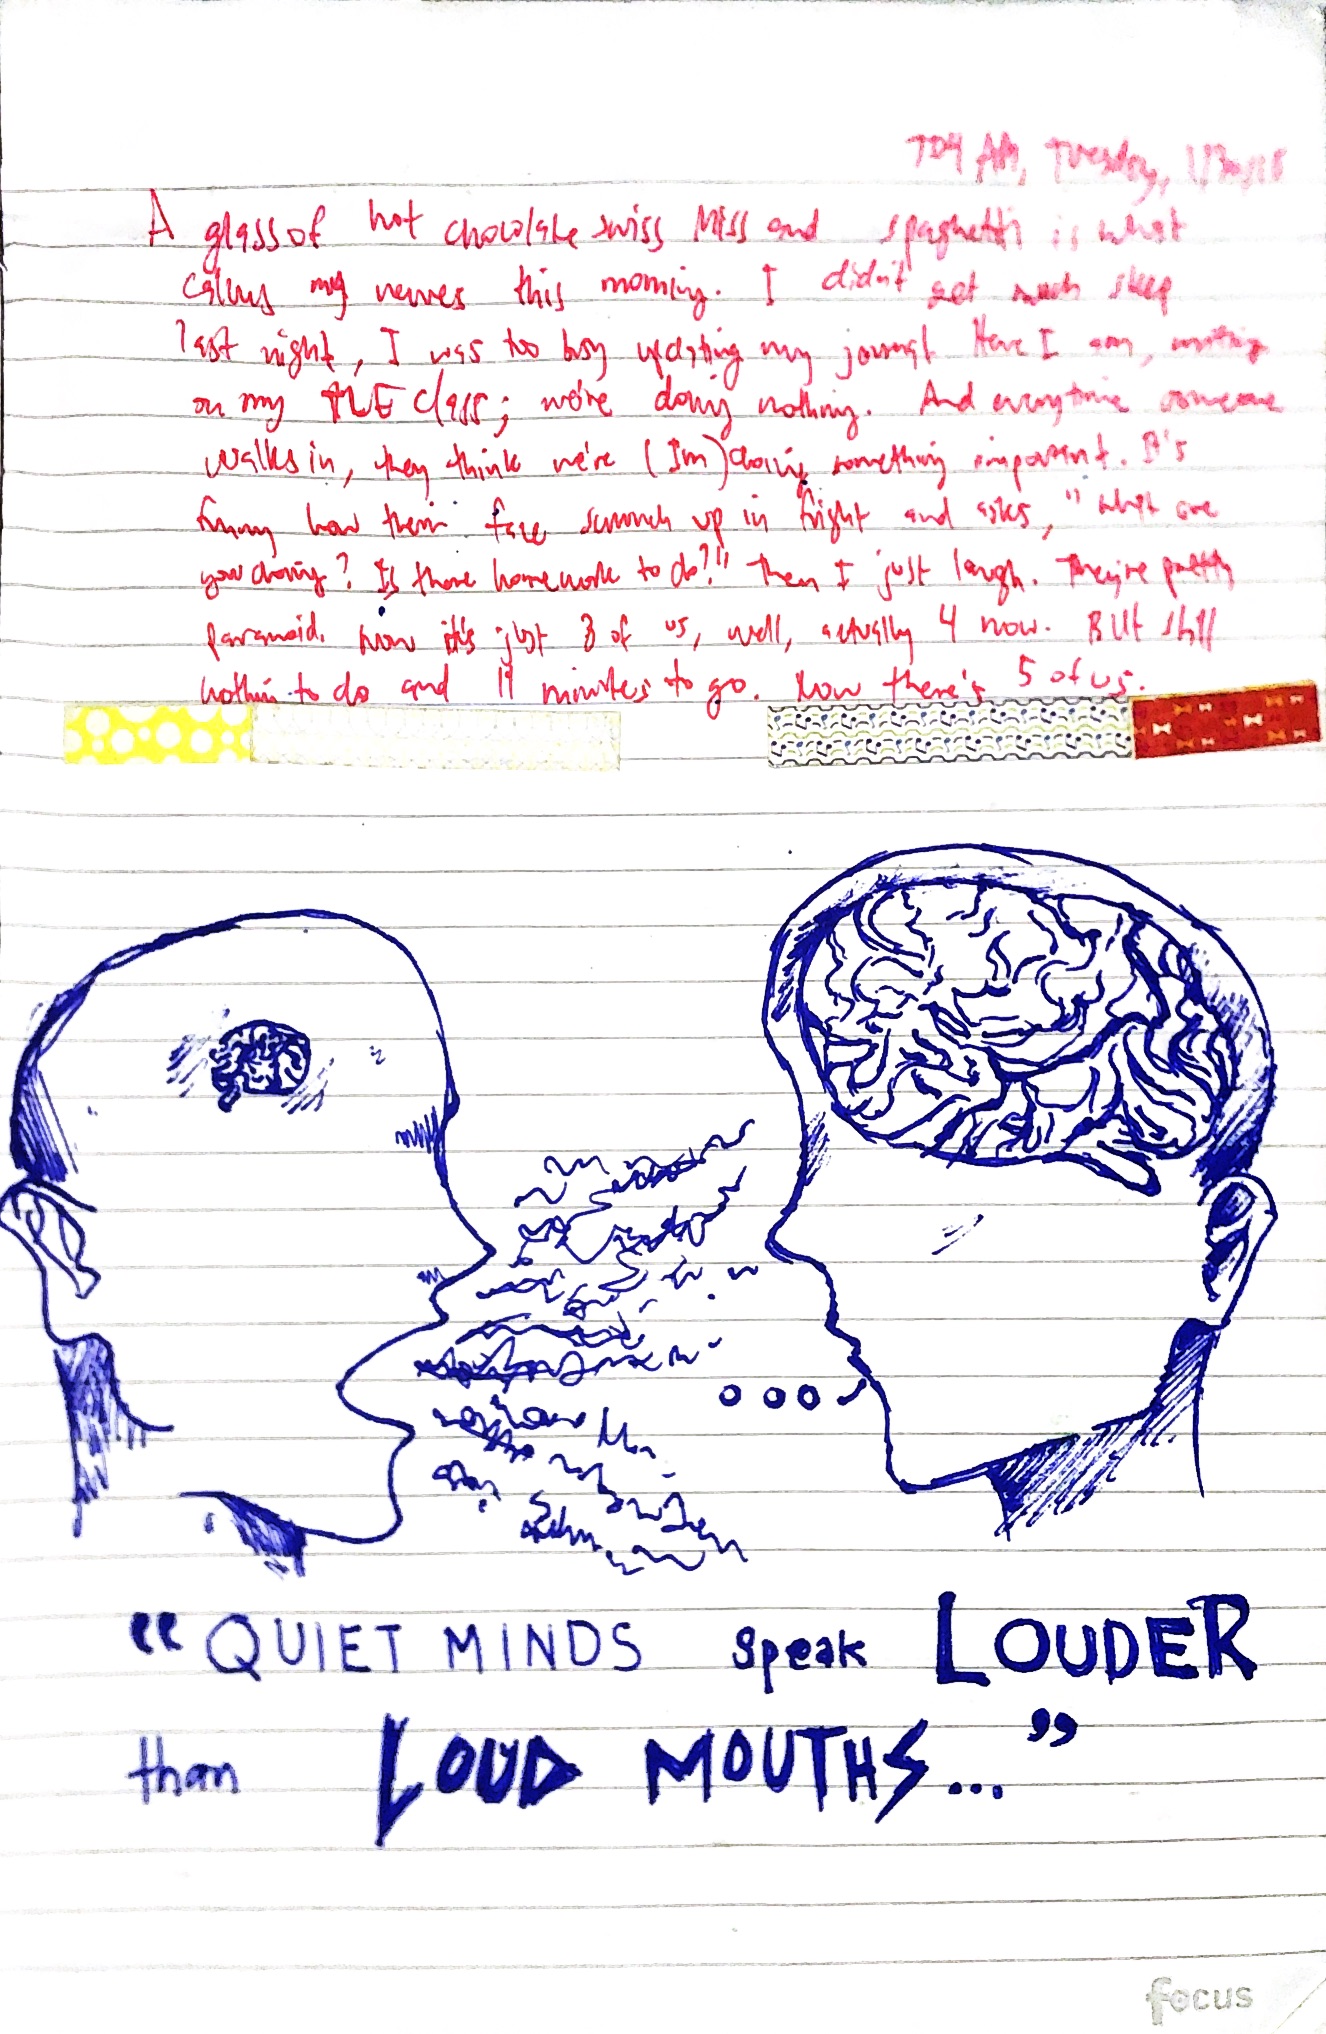 704 AM, Tuesday, 1/30/18
A glass of hot chocolate swiss Miss and spaghetti is what
calms my nerves this morning. I didn't get much sleep
last night, I was too busy updating my journal. Here I am, writing
on my TLE class; we're doing nothing. And everytime someone
walks in, they think we're (I'm) doing something imporant. It's
funny how their face scrunch up in fright and asks, "what are
you doing? Is there homework to do?" Then I just laugh. They're pretty
paranoid. Now it's just 3 of us, well, actually 4 now. BUt still
nothin to do and 11 minutes to go. Now there's 5 of us.
"QUIET MINDS speak LOUDER
than LOUD MOUTHS..."
focus